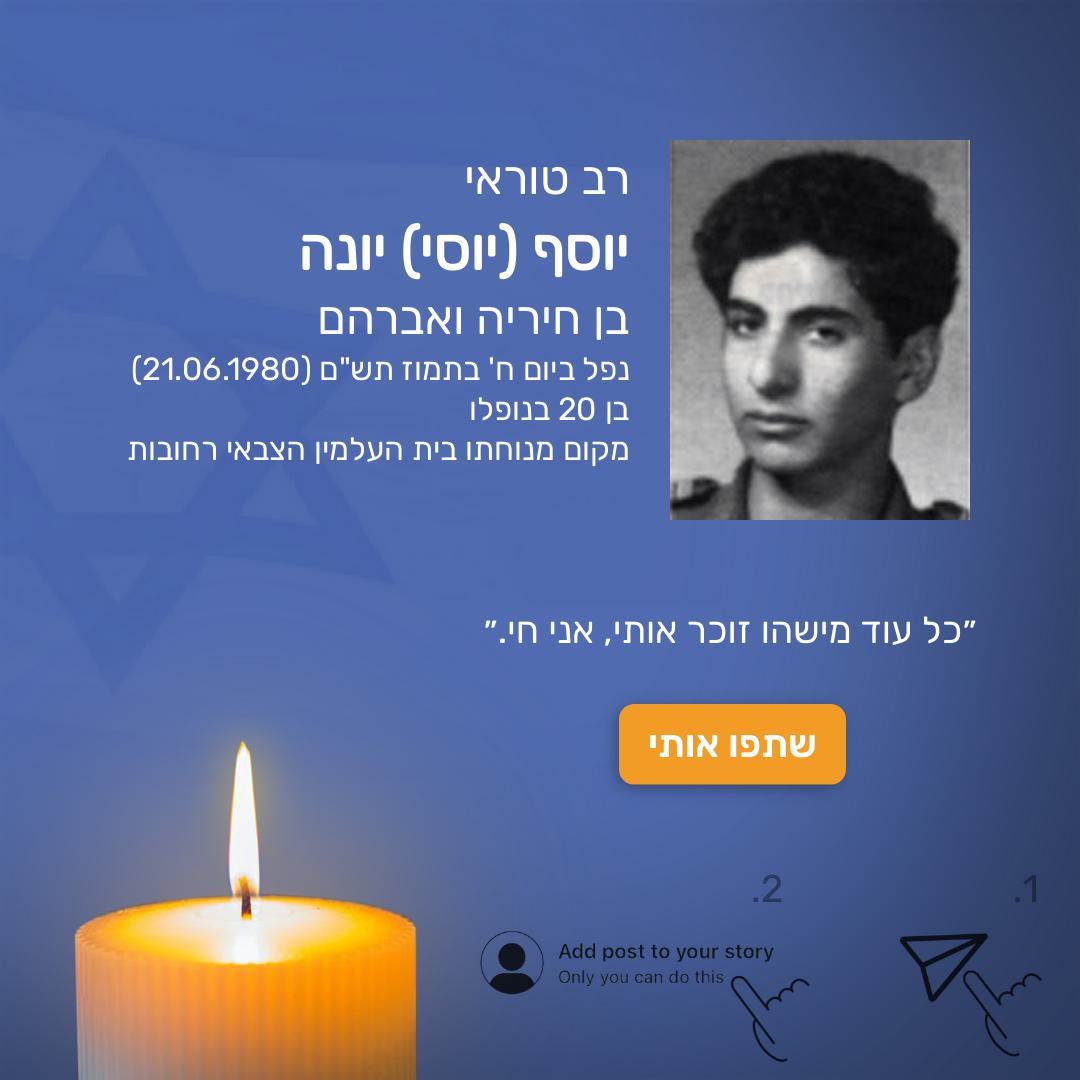 רב טוראי
יוסף (יוסי) יונה
בן חיריה ואברהם
נפל ביום ח' בתמוז תש"ם (21.06.1980)
בן 20 בנופלו
מקום מנוחתו בית העלמין הצבאי רחובות
״כל עוד מישהו זוכר אותי, אני חי.״
שתפו אותי
1.
2.
Add post to your story
Only you can do this